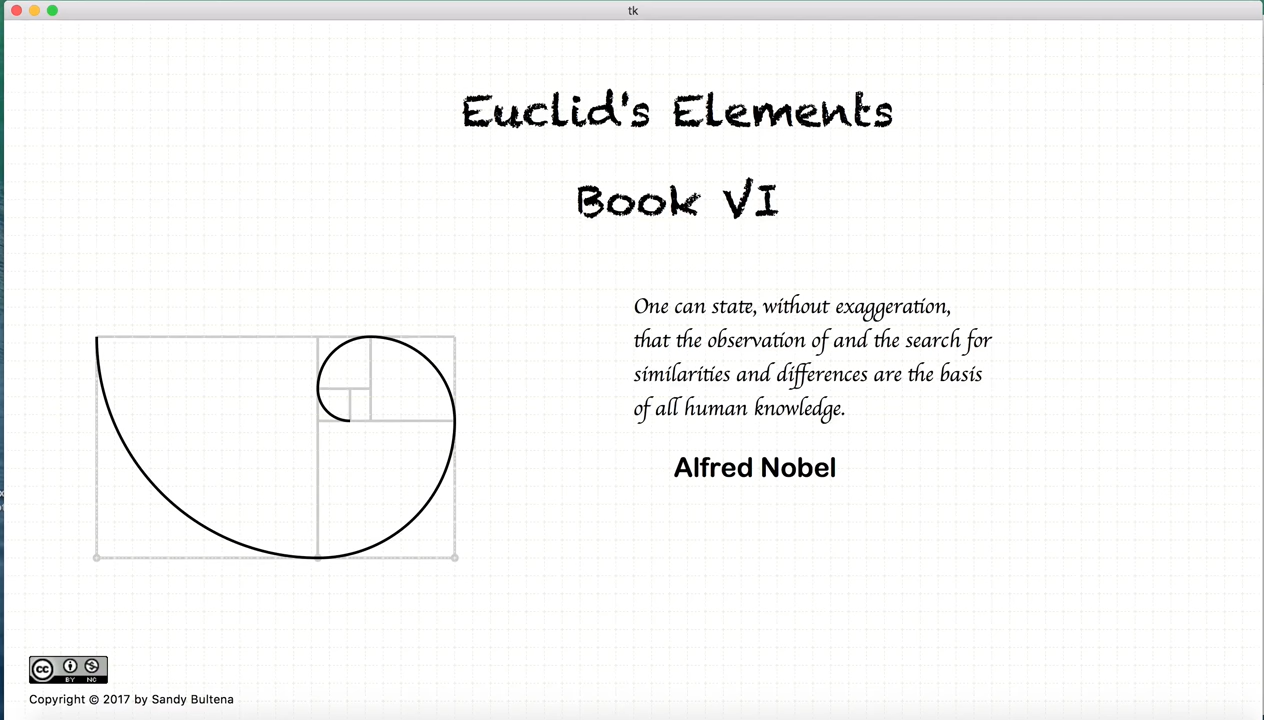 tk
Euclid's Elements
Book VI
One can state, without exaggeration,
that the observation of and the search for
similarities and differences are the basis
of all human knowledge.
Alfred Nobel
cc
BY NC
Copyright © 2017 by Sandy Bultena